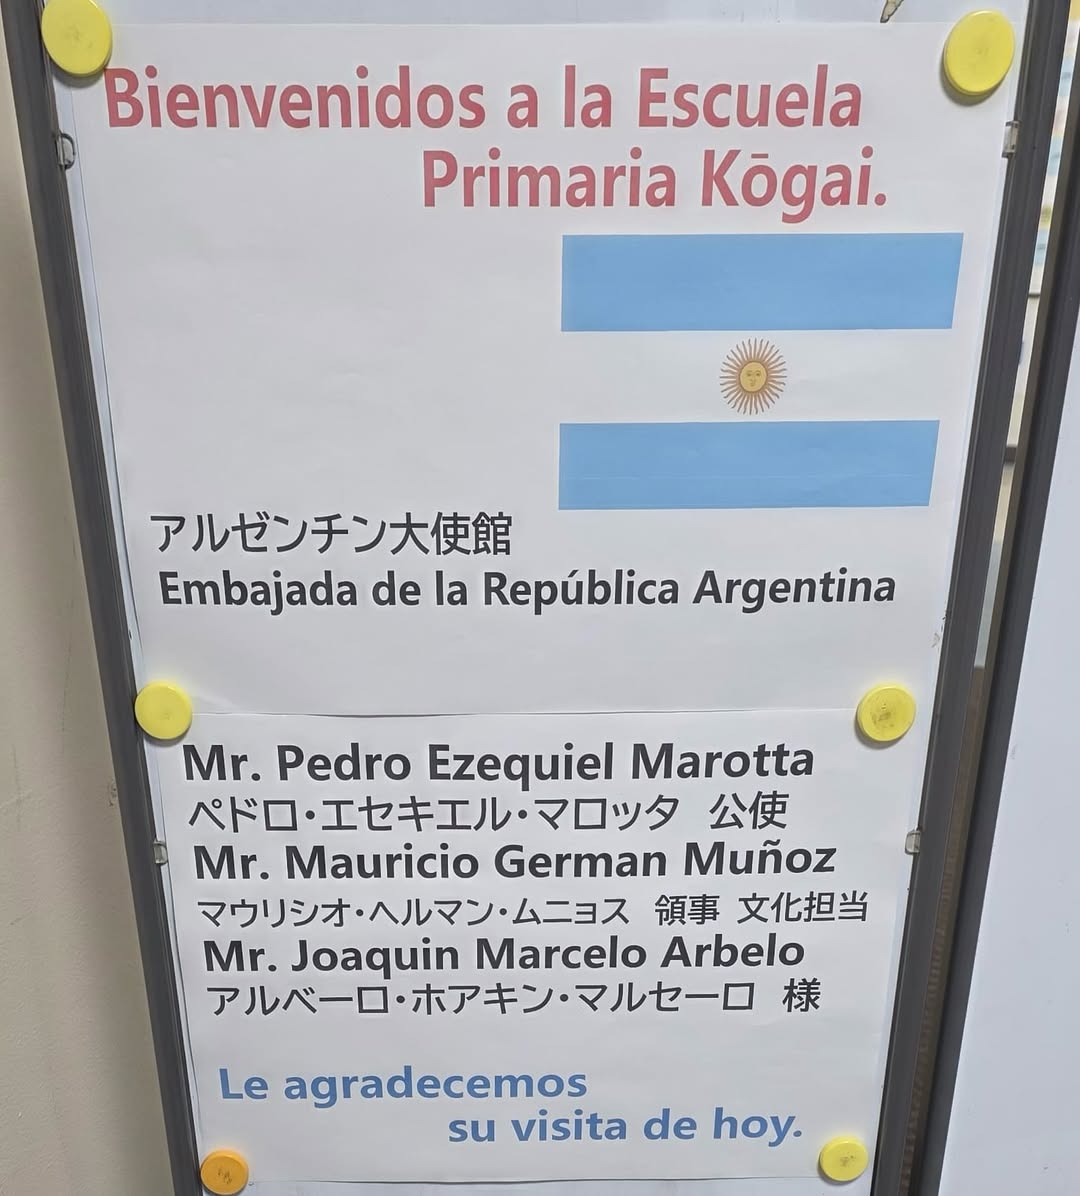 Bienvenidos a la Escuela
Primaria Kōgai.
アルゼンチン大使館
Embajada de la República Argentina
Mr. Pedro Ezequiel Marotta
ペドロ・エセキエル・マロッタ 公使
Mr. Mauricio German Muñoz
マウリシオ・ヘルマン・ムニョス 領事 文化担当
Mr. Joaquin Marcelo Arbelo
アルベーロ・ホアキン・マルセーロ 様
Le agradecemos
su visita de hoy.